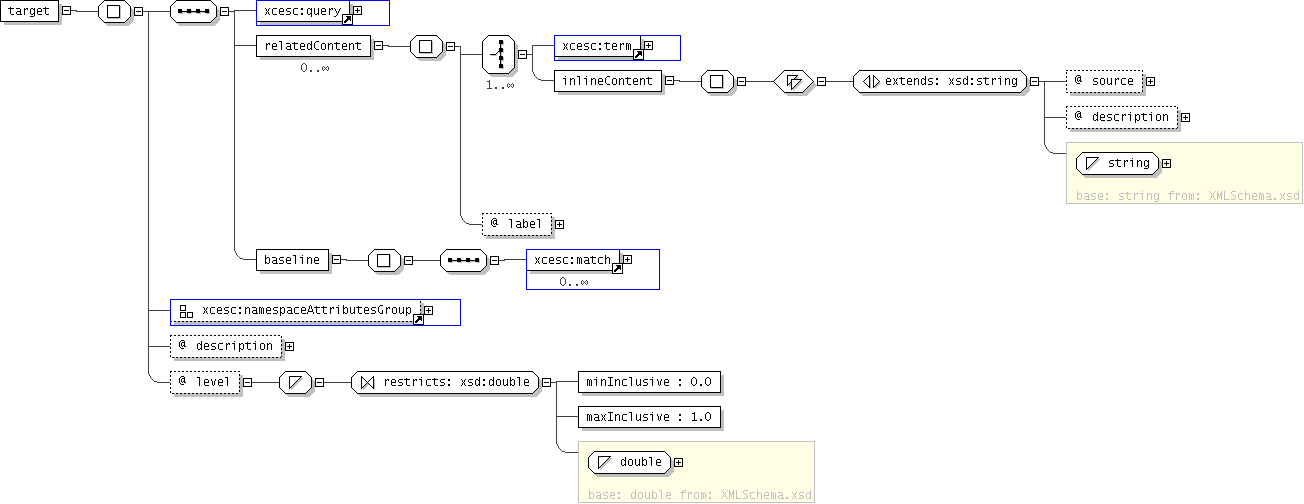 target
xcesc:query
relatedContent
0..∞
1..∞
xcesc:term
inlineContent
extends: xsd:string
@ source
@ description
string
base: string from: XMLSchema.xsd
@ label
baseline
xcesc:match
0..∞
xcesc:namespaceAttributesGroup
@ description
@ level
restricts: xsd:double
minInclusive : 0.0
maxInclusive : 1.0
double
base: double from: XMLSchema.xsd